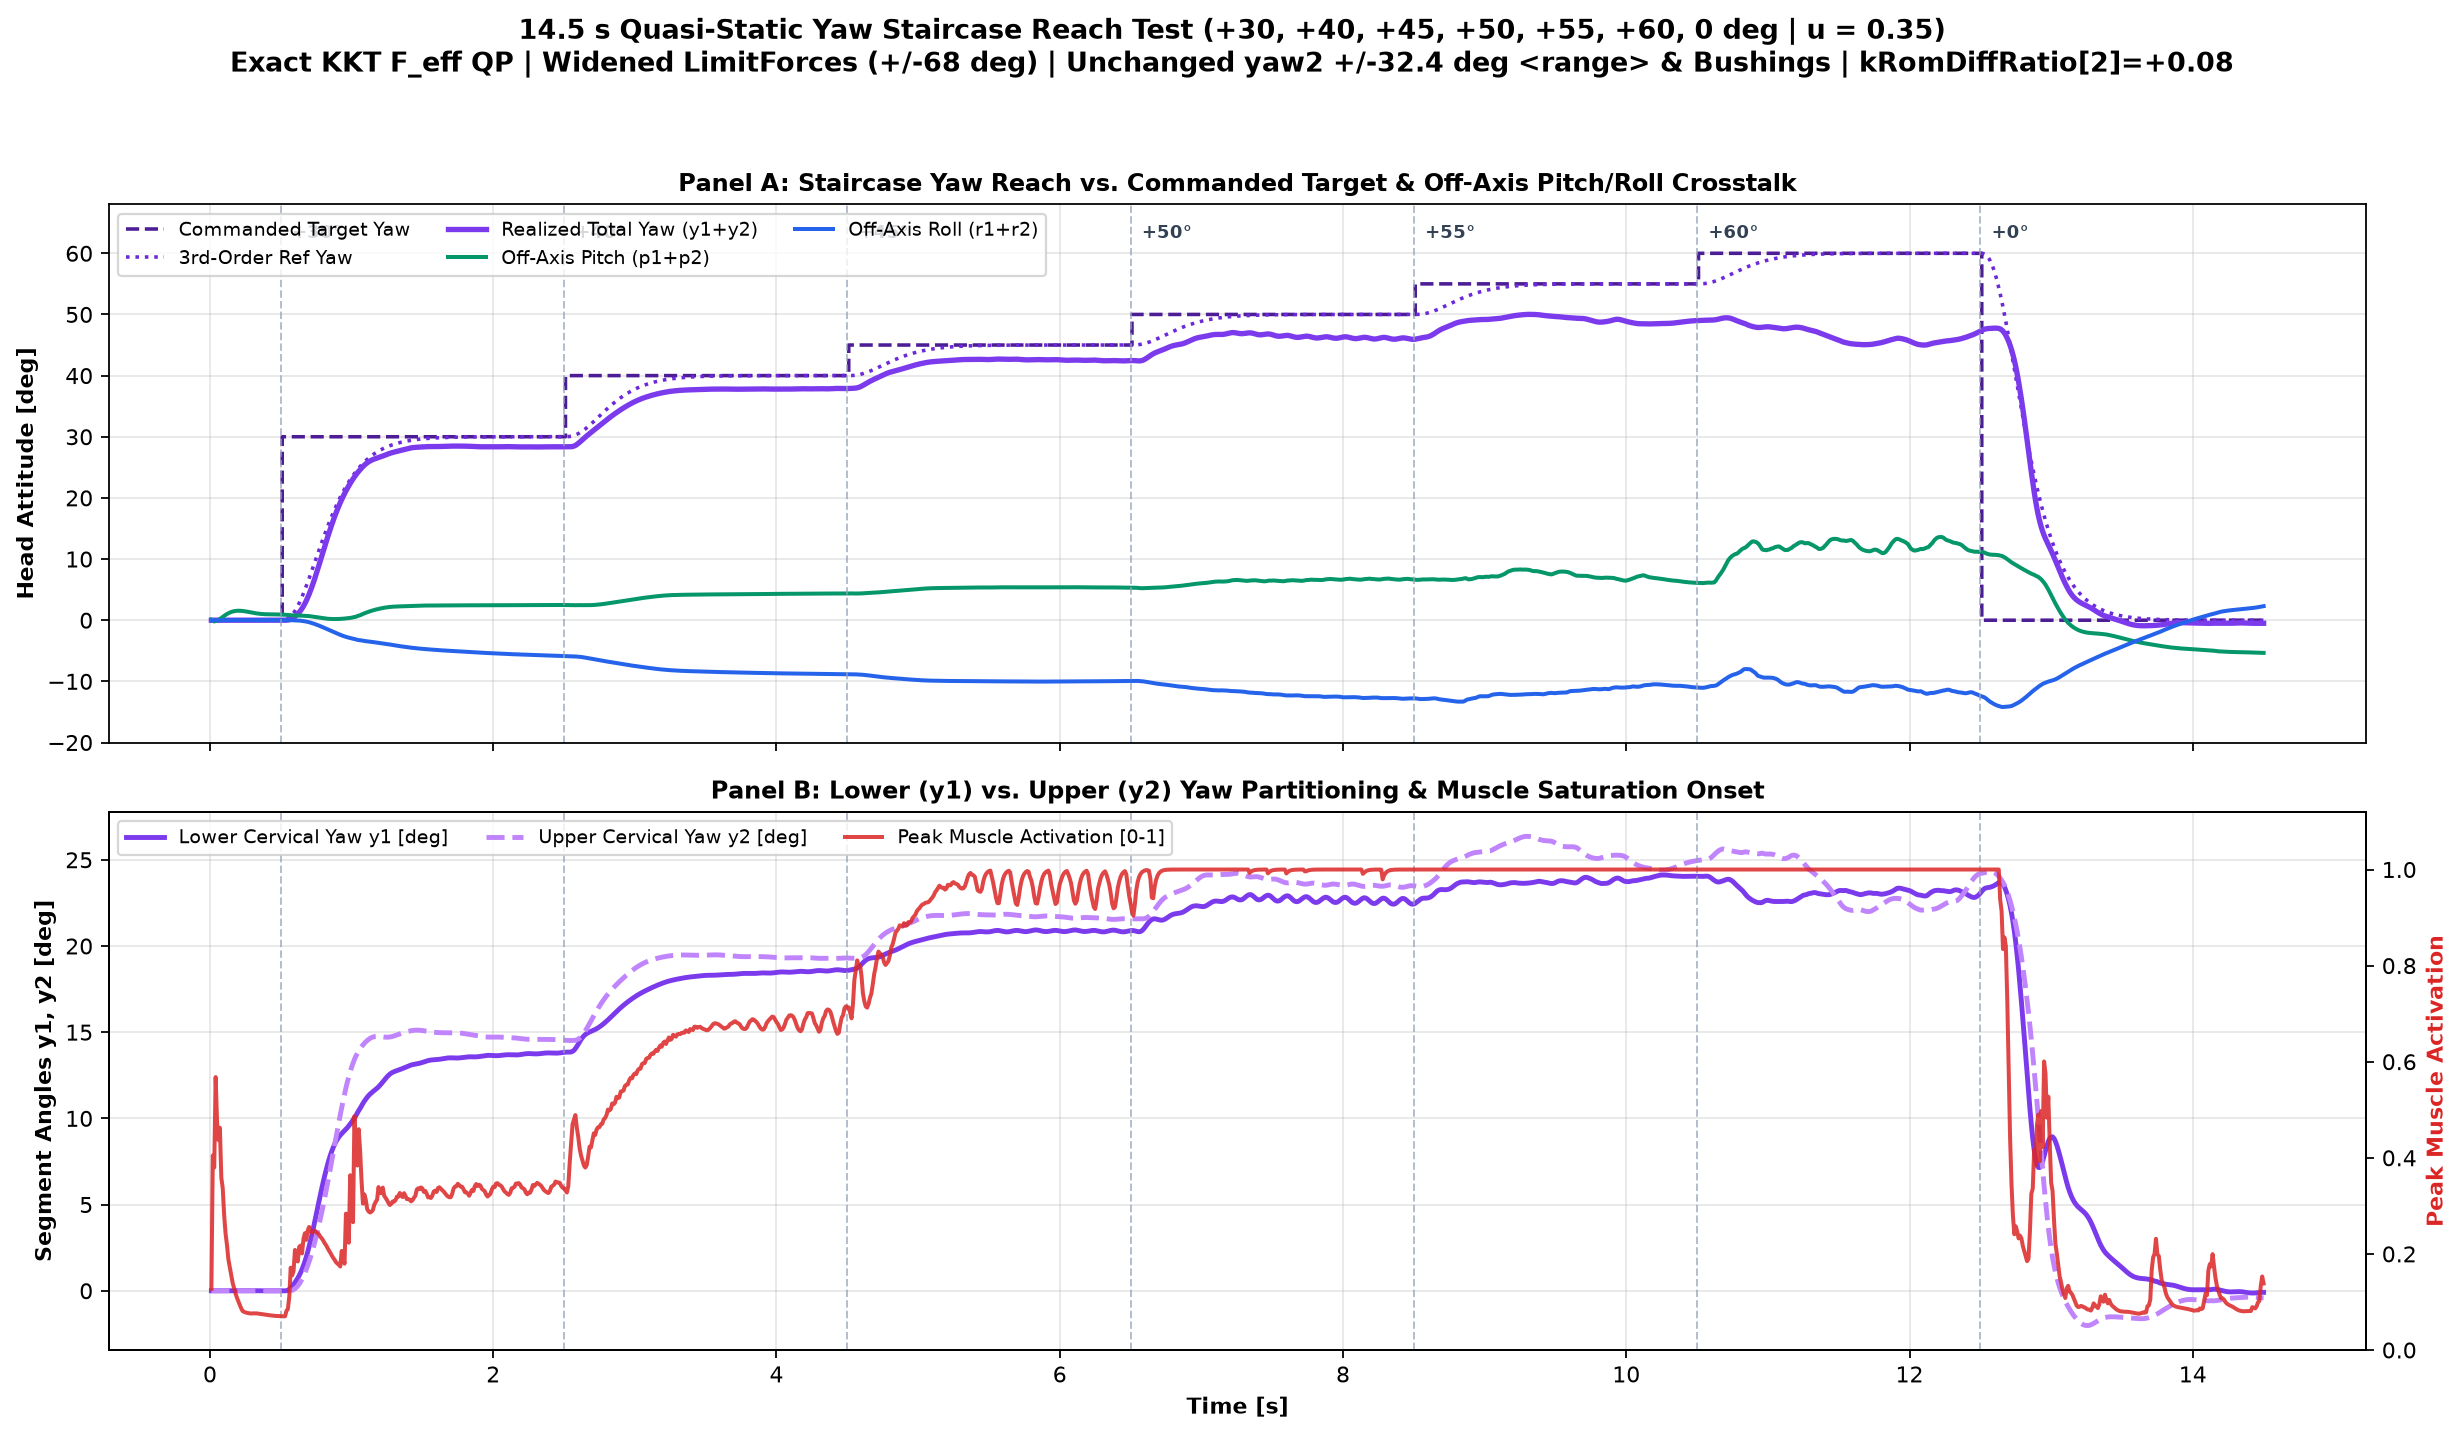 14.5 s Quasi-Static Yaw Staircase Reach Test (+30, +40, +45, +50, +55, +60, 0 deg | u = 0.35)
Exact KKT F_eff QP | Widened LimitForces (+/-68 deg) | Unchanged yaw2 +/-32.4 deg <range> & Bushings | kRomDiffRatio[2]=+0.08
Panel A: Staircase Yaw Reach vs. Commanded Target & Off-Axis Pitch/Roll Crosstalk
Commanded Target Yaw
3rd-Order Ref Yaw
Realized Total Yaw (y1+y2)
Off-Axis Pitch (p1+p2)
Off-Axis Roll (r1+r2)
+50°
+55°
+60°
+0°
Head Attitude [deg]
60
50
40
30
20
10
0
−10
−20
Panel B: Lower (y1) vs. Upper (y2) Yaw Partitioning & Muscle Saturation Onset
Lower Cervical Yaw y1 [deg]
Upper Cervical Yaw y2 [deg]
Peak Muscle Activation [0-1]
Segment Angles y1, y2 [deg]
25
20
15
10
5
0
1.0
0.8
0.6
0.4
0.2
0.0
Peak Muscle Activation
0
2
4
6
8
10
12
14
Time [s]